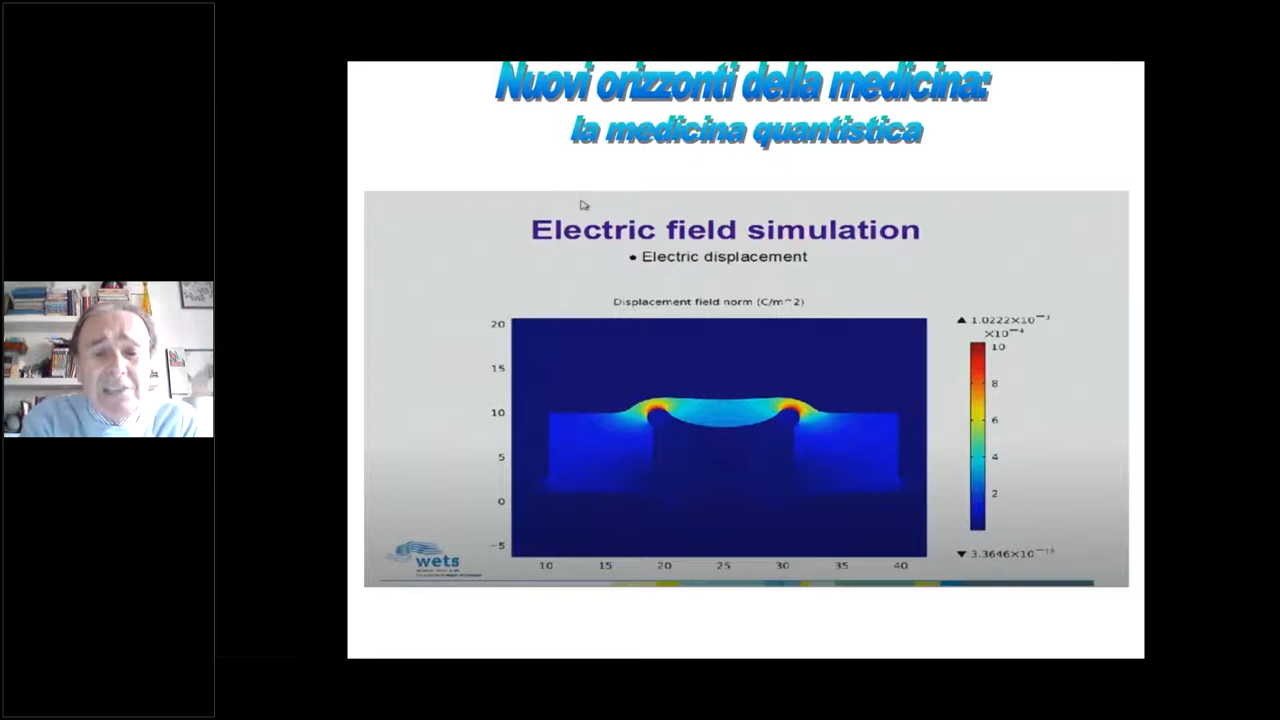 Nuovi orizzonti della medicina:
la medicina quantistica
Electric field simulation
• Electric displacement
Displacement field norm (C/m^2)
▲ 1.0222×10⁻³
×10⁻⁴
20
15
10
5
0
−5
10
8
6
4
2
▼ 3.3646×10
10 15 20 25 30 35 40
wets